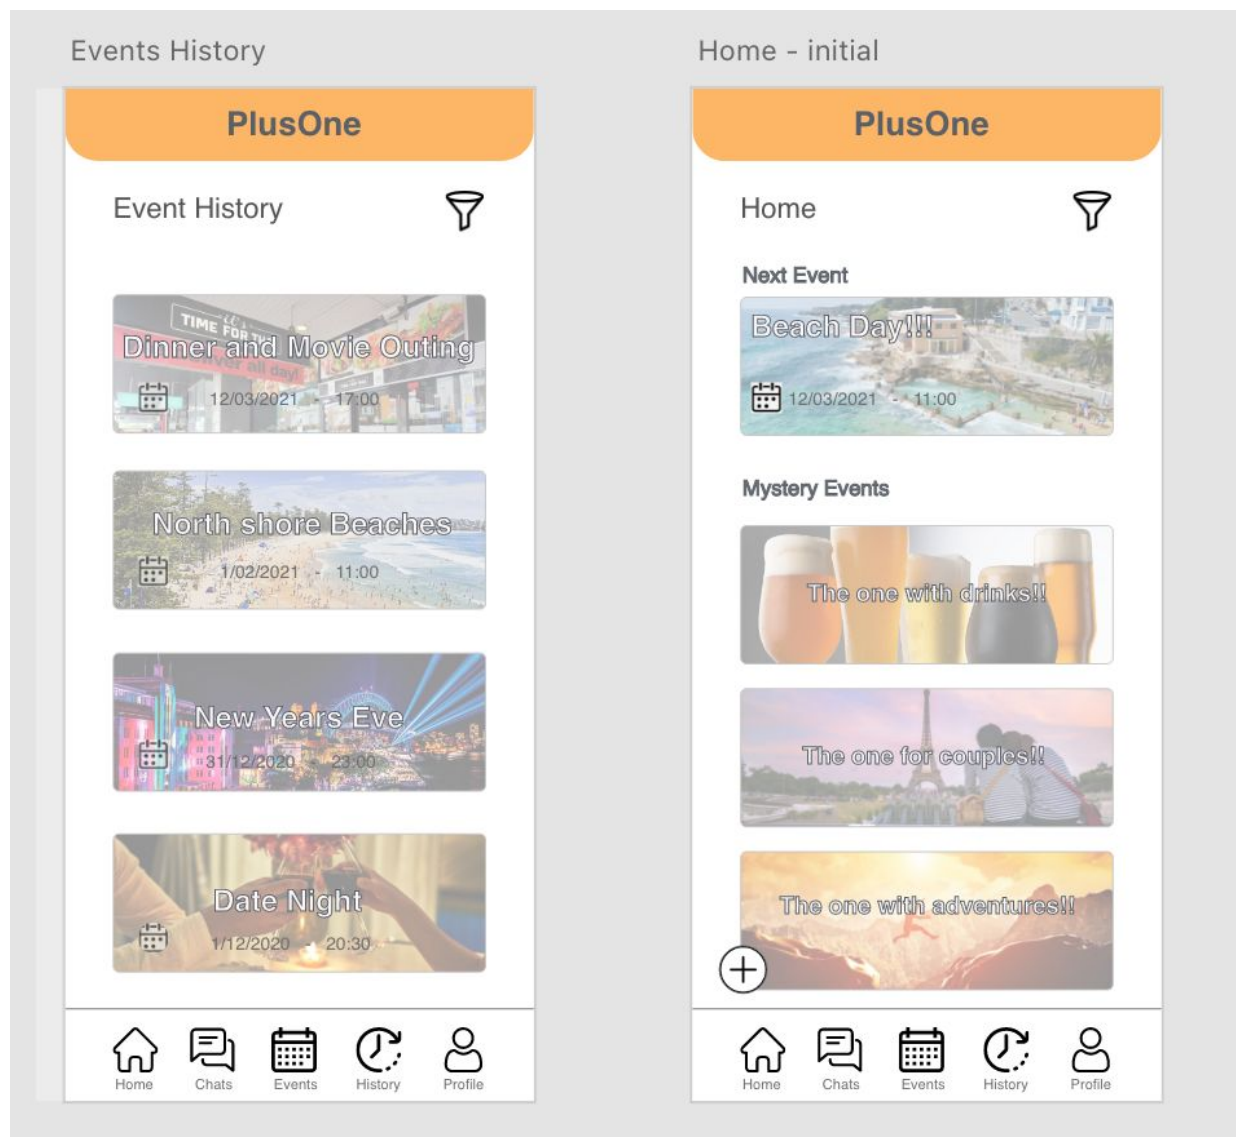 Events History
PlusOne
Event History
TIME FOR
Dinner and Movie Outing
all day!
12/03/2021 - 17:00
North shore Beaches
1/02/2021 - 11:00
New Years Eve
31/12/2020 - 23:00
Date Night
1/12/2020 - 20:30
Home Chats Events History Profile
Home - initial
PlusOne
Home
Next Event
Beach Day!!!
12/03/2021 - 11:00
Mystery Events
The one with drinks!!
The one for couples!!
The one with adventures!!
Home Chats Events History Profile